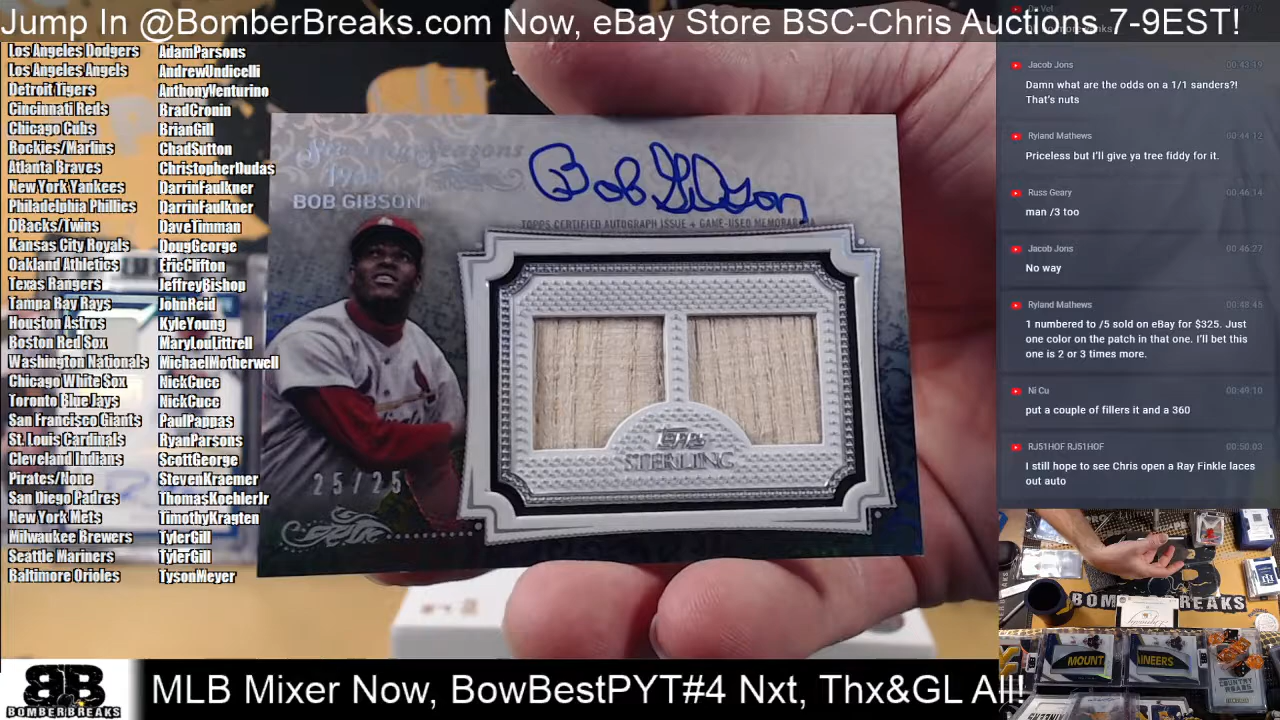 Jump In @BomberBreaks.com Now, eBay Store BSC-Chris Auctions 7-9EST!
Los Angeles Dodgers AdamParsons
Los Angeles Angels AndrewUndicelli
Detroit Tigers AnthonyVenturino
Cincinnati Reds BradCronin
Chicago Cubs BrianGill
Rockies/Marlins ChadSutton
Atlanta Braves ChristopherDudas
New York Yankees DarrinFaulkner
Philadelphia Phillies DarrinFaulkner
DBacks/Twins DaveTimman
Kansas City Royals DougGeorge
Oakland Athletics EricClifton
Texas Rangers JeffreyBishop
Tampa Bay Rays JohnReid
Houston Astros KyleYoung
Boston Red Sox MaryLouLittrell
Washington Nationals MichaelMotherwell
Chicago White Sox NickCucc
Toronto Blue Jays NickCucc
San Francisco Giants PaulPappas
St. Louis Cardinals RyanParsons
Cleveland Indians ScottGeorge
Pirates/None StevenKraemer
San Diego Padres ThomasKoehlerJr
New York Mets TimothyKragten
Milwaukee Brewers TylerGill
Seattle Mariners TylerGill
Baltimore Orioles TysonMeyer
Seasons
BOB GIBSON
Bob Gibson
TOPPS CERTIFIED AUTOGRAPH ISSUE + GAME-USED MEMORABILIA
Topps
STERLING
25/25
Jacob Jons 00:43:19
Damn what are the odds on a 1/1 sanders?!
That's nuts
Ryland Mathews 00:44:12
Priceless but I'll give ya tree fiddy for it.
Russ Geary 00:46:14
man /3 too
Jacob Jons 00:46:27
No way
Ryland Mathews 00:48:45
1 numbered to /5 sold on eBay for $325. Just
one color on the patch in that one. I'll bet this
one is 2 or 3 times more.
Ni Cu 00:49:10
put a couple of fillers it and a 360
RJ51HOF RJ51HOF 00:50:03
I still hope to see Chris open a Ray Finkle laces
out auto
BOMBERBREAKS
MOUNT
AINEERS
BB
BOMBERBREAKS
MLB Mixer Now, BowBestPYT#4 Nxt, Thx&GL All!